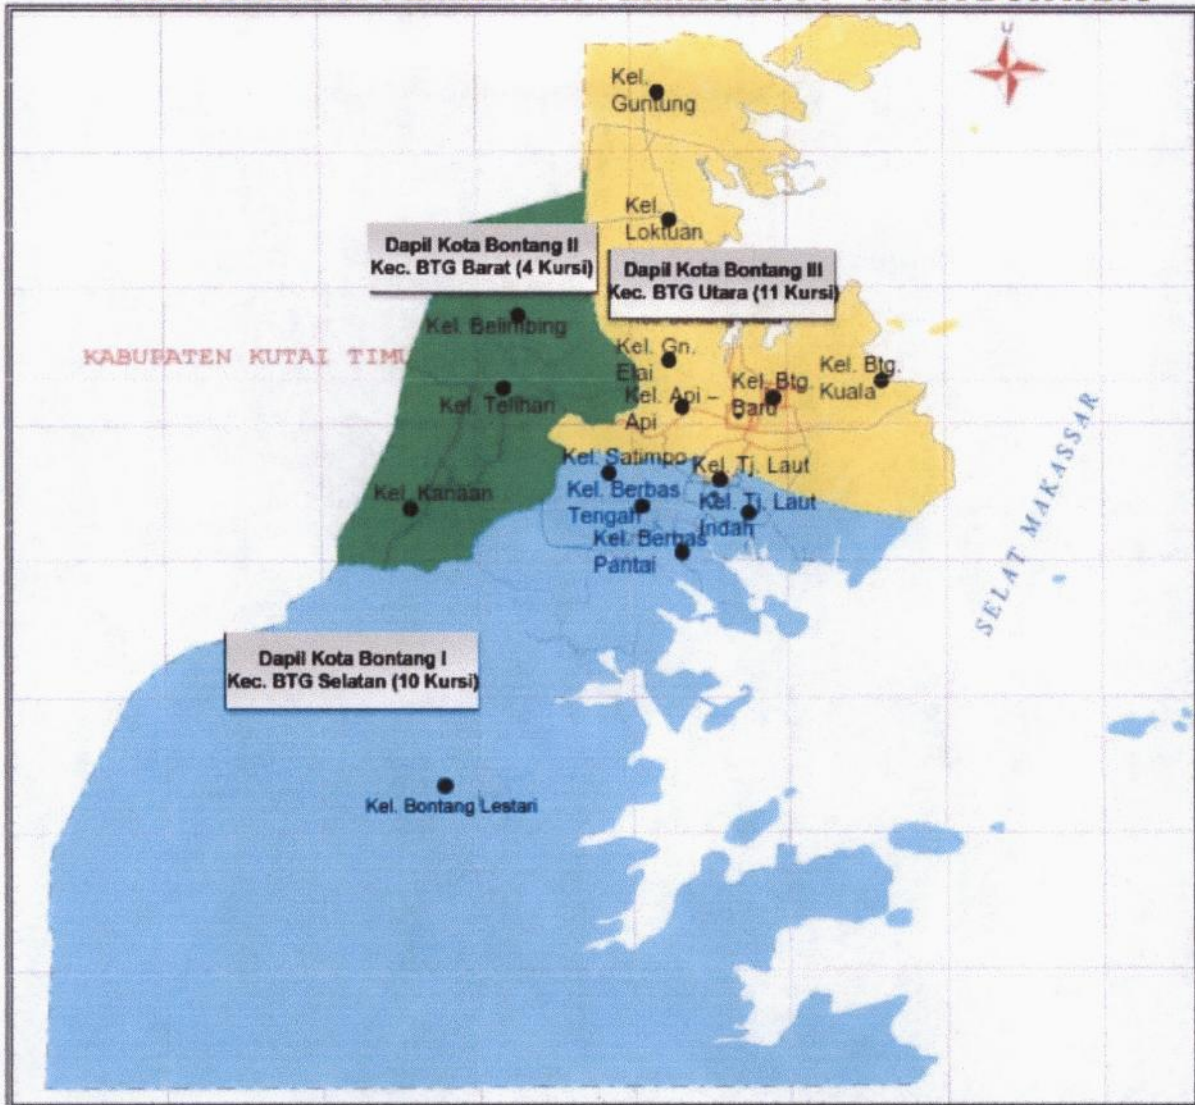 U
Kel.
Guntung
Kel.
Loktuan
Dapil Kota Bontang II
Kec. BTG Barat (4 Kursi)
Dapil Kota Bontang III
Kec. BTG Utara (11 Kursi)
Kel. Belimbing
KABUPATEN KUTAI TIMU
Kel. Gn.
Elai
Kel. Btg.
Kuala
Kel. Btg.
Baru
Kel. Telihan
Kel. Api –
Api
SELAT MAKASSAR
Kel. Satimpo
Kel. Tj. Laut
Kel. Kanaan
Kel. Berbas
Tengah
Kel. Tj. Laut
Indah
Kel. Berbas
Pantai
Dapil Kota Bontang I
Kec. BTG Selatan (10 Kursi)
Kel. Bontang Lestari